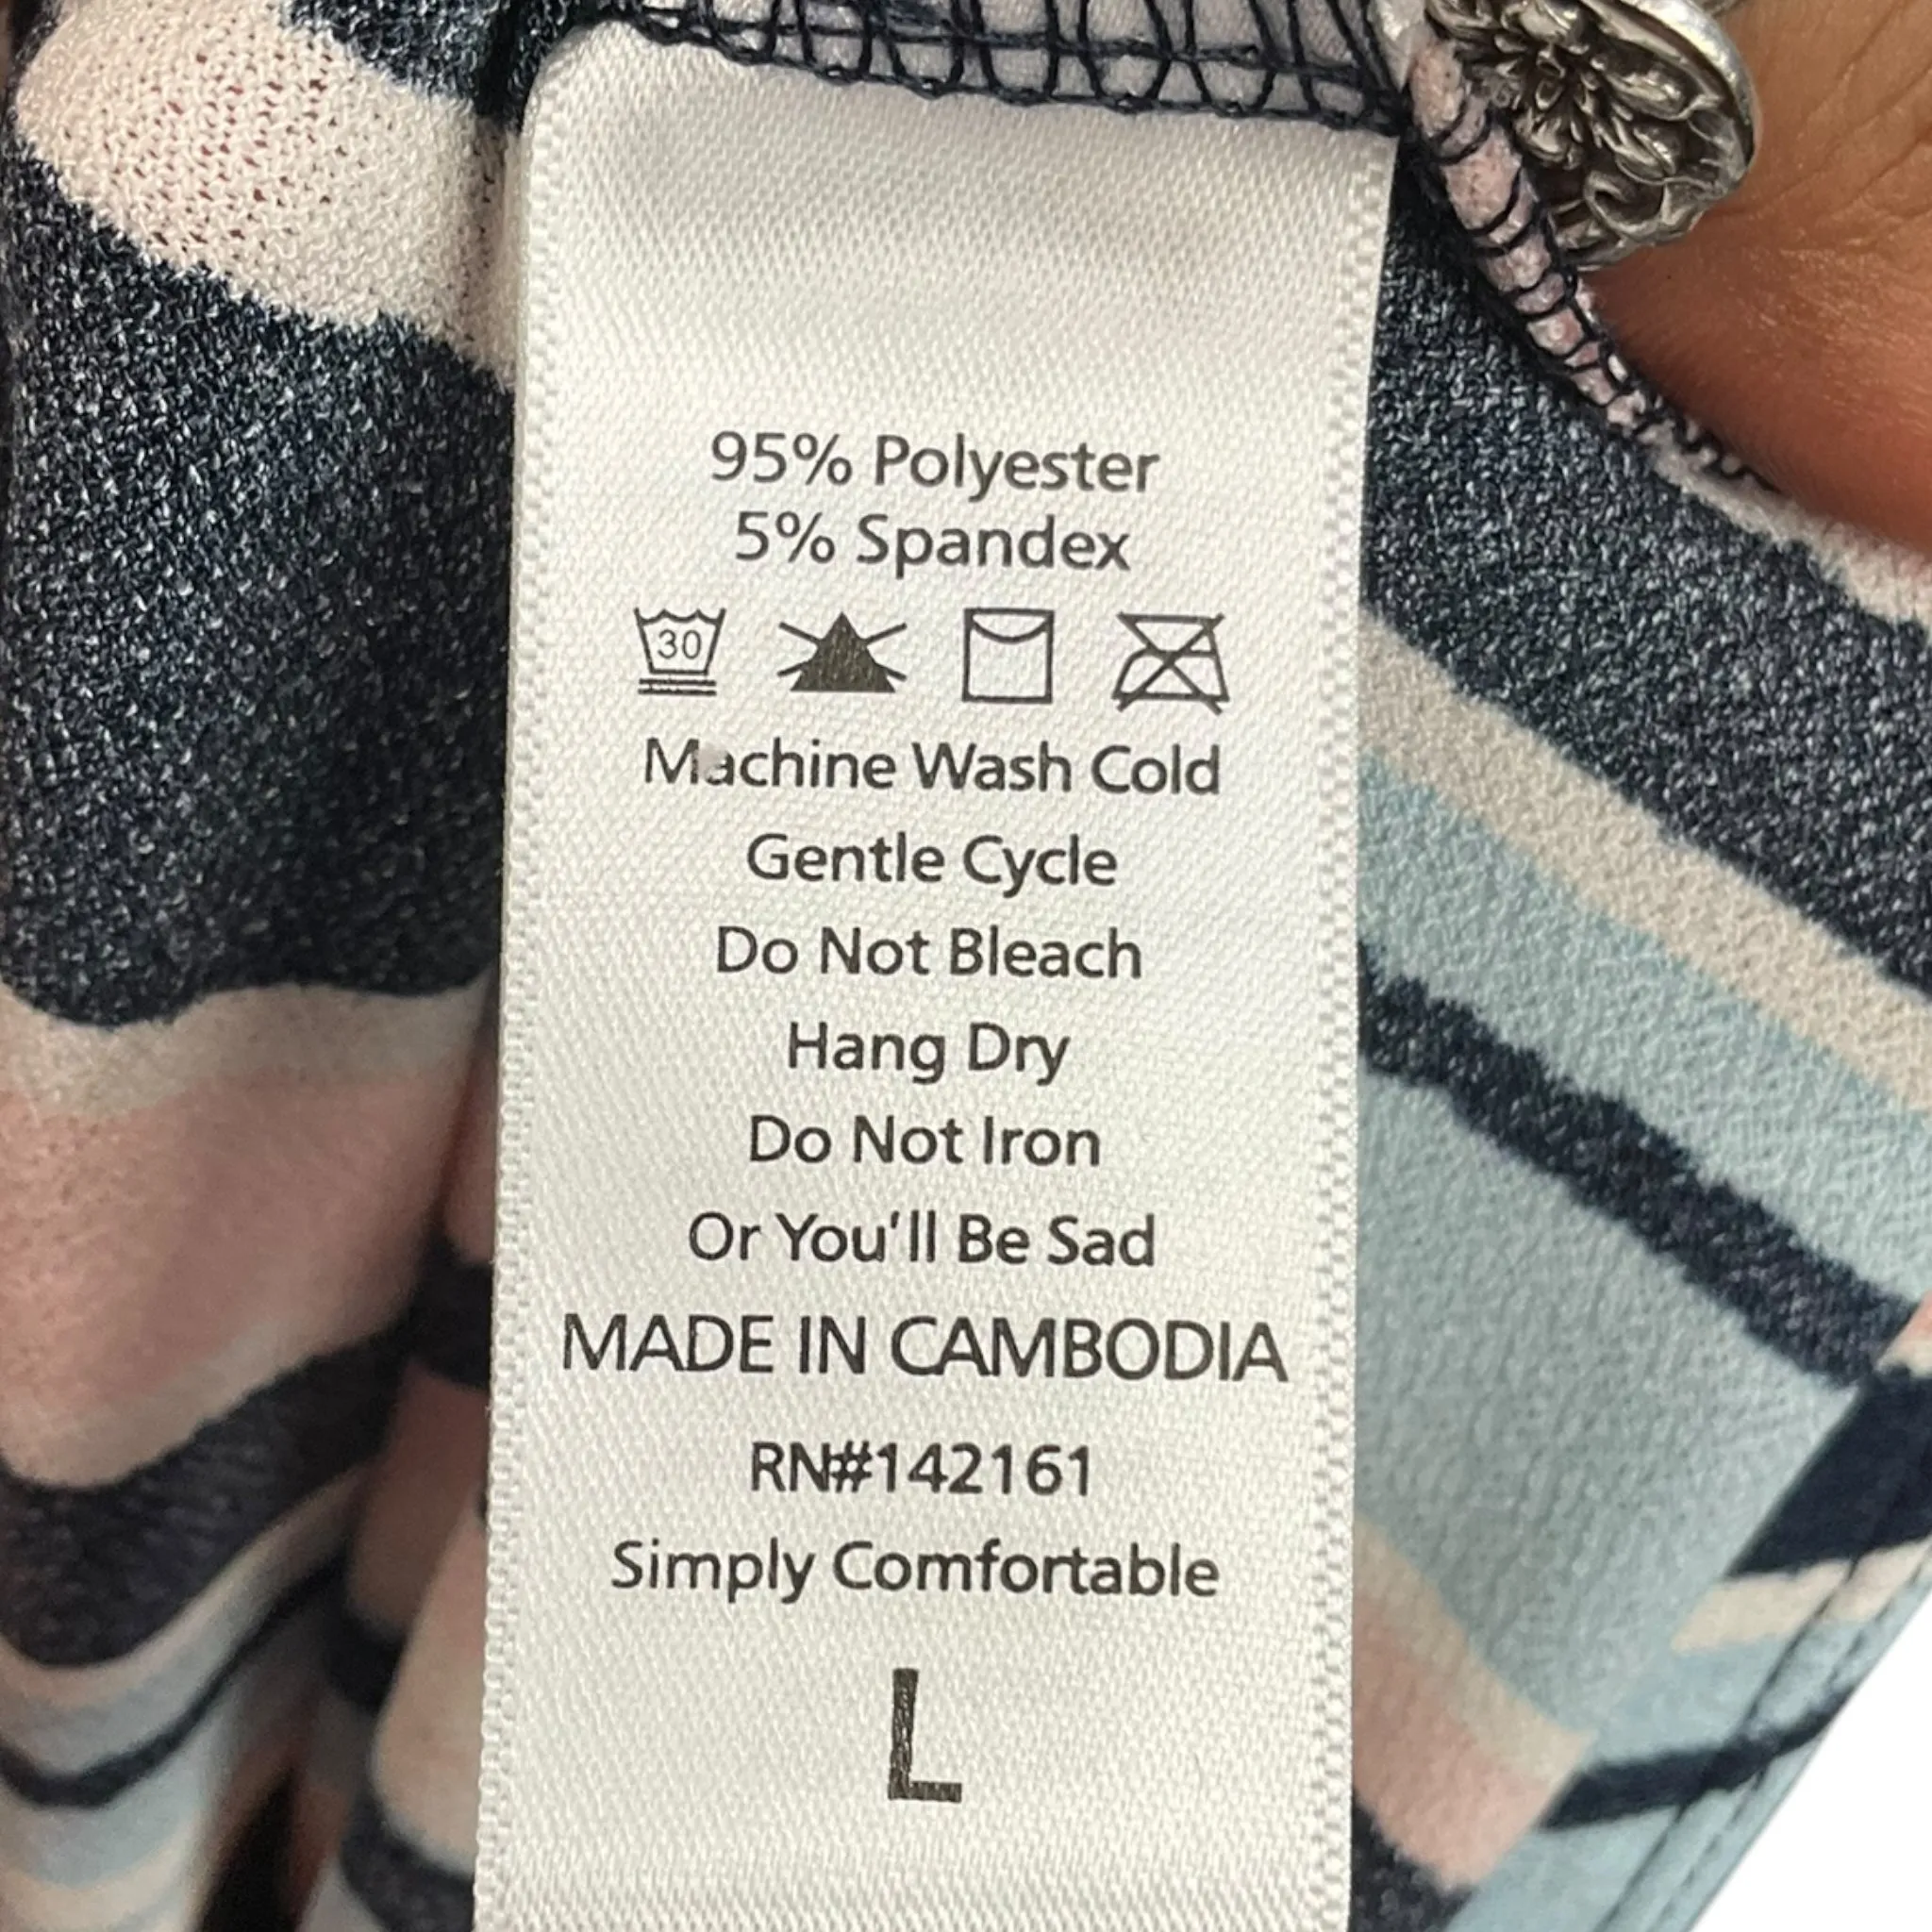 95% Polyester
5% Spandex
30
Machine Wash Cold
Gentle Cycle
Do Not Bleach
Hang Dry
Do Not Iron
Or You'll Be Sad
MADE IN CAMBODIA
RN#142161
Simply Comfortable
L